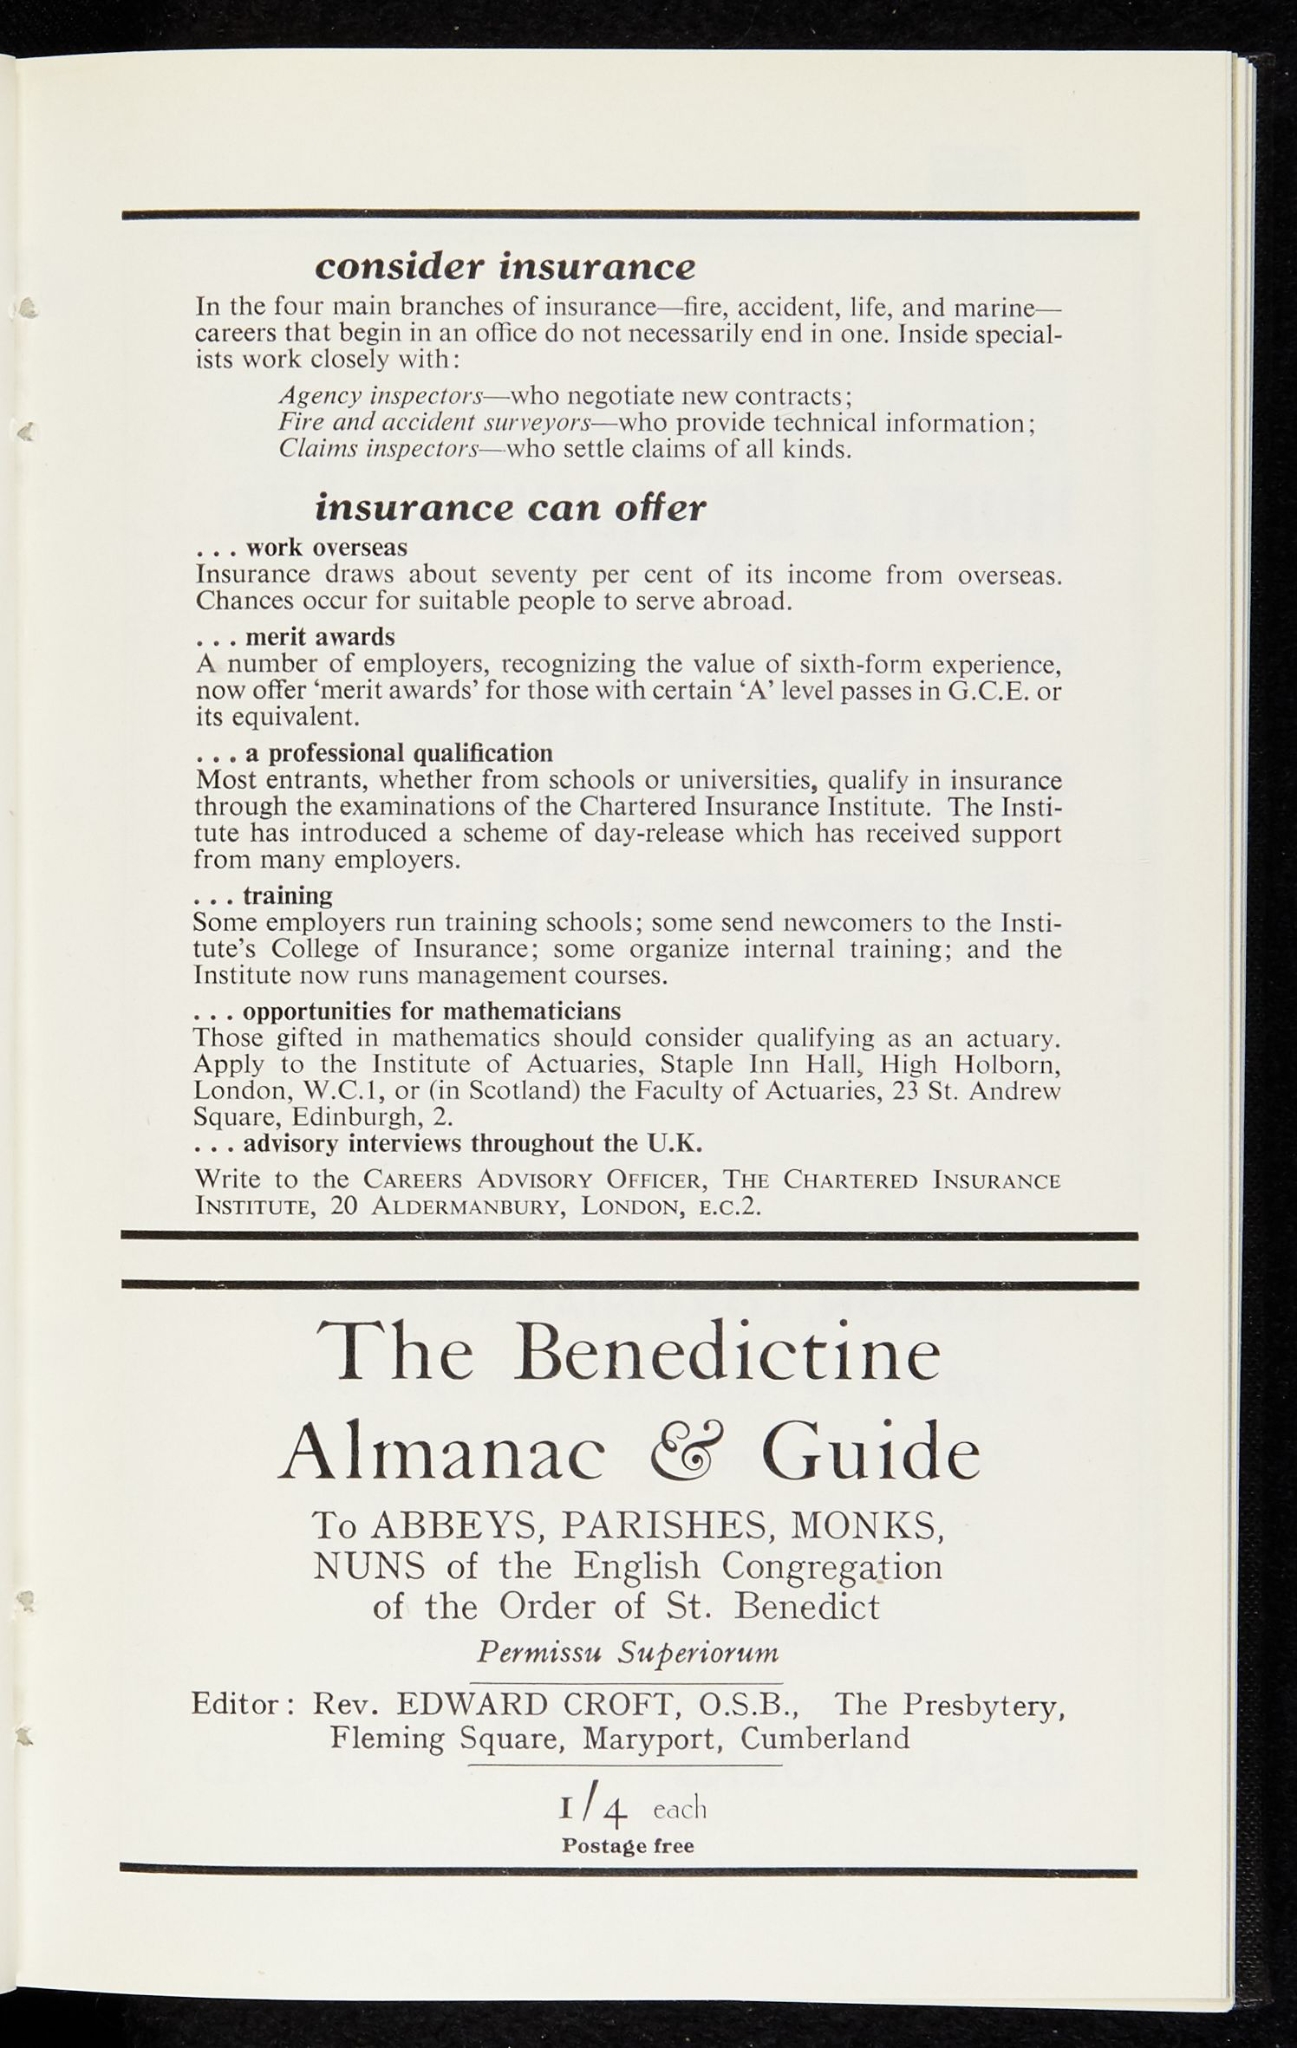 consider insurance
In the four main branches of insurance—fire, accident, life, and marine—
careers that begin in an office do not necessarily end in one. Inside special-
ists work closely with:
Agency inspectors—who negotiate new contracts;
Fire and accident surveyors—who provide technical information;
Claims inspectors—who settle claims of all kinds.
insurance can offer
. . . work overseas
Insurance draws about seventy per cent of its income from overseas.
Chances occur for suitable people to serve abroad.
. . . merit awards
A number of employers, recognizing the value of sixth-form experience,
now offer ‘merit awards’ for those with certain ‘A’ level passes in G.C.E. or
its equivalent.
. . . a professional qualification
Most entrants, whether from schools or universities, qualify in insurance
through the examinations of the Chartered Insurance Institute. The Insti-
tute has introduced a scheme of day-release which has received support
from many employers.
. . . training
Some employers run training schools; some send newcomers to the Insti-
tute’s College of Insurance; some organize internal training; and the
Institute now runs management courses.
. . . opportunities for mathematicians
Those gifted in mathematics should consider qualifying as an actuary.
Apply to the Institute of Actuaries, Staple Inn Hall, High Holborn,
London, W.C.1, or (in Scotland) the Faculty of Actuaries, 23 St. Andrew
Square, Edinburgh, 2.
. . . advisory interviews throughout the U.K.
Write to the CAREERS ADVISORY OFFICER, THE CHARTERED INSURANCE
INSTITUTE, 20 ALDERMANBURY, LONDON, E.C.2.
The Benedictine
Almanac & Guide
To ABBEYS, PARISHES, MONKS,
NUNS of the English Congregation
of the Order of St. Benedict
Permissu Superiorum
Editor: Rev. EDWARD CROFT, O.S.B., The Presbytery,
Fleming Square, Maryport, Cumberland
1/4 each
Postage free